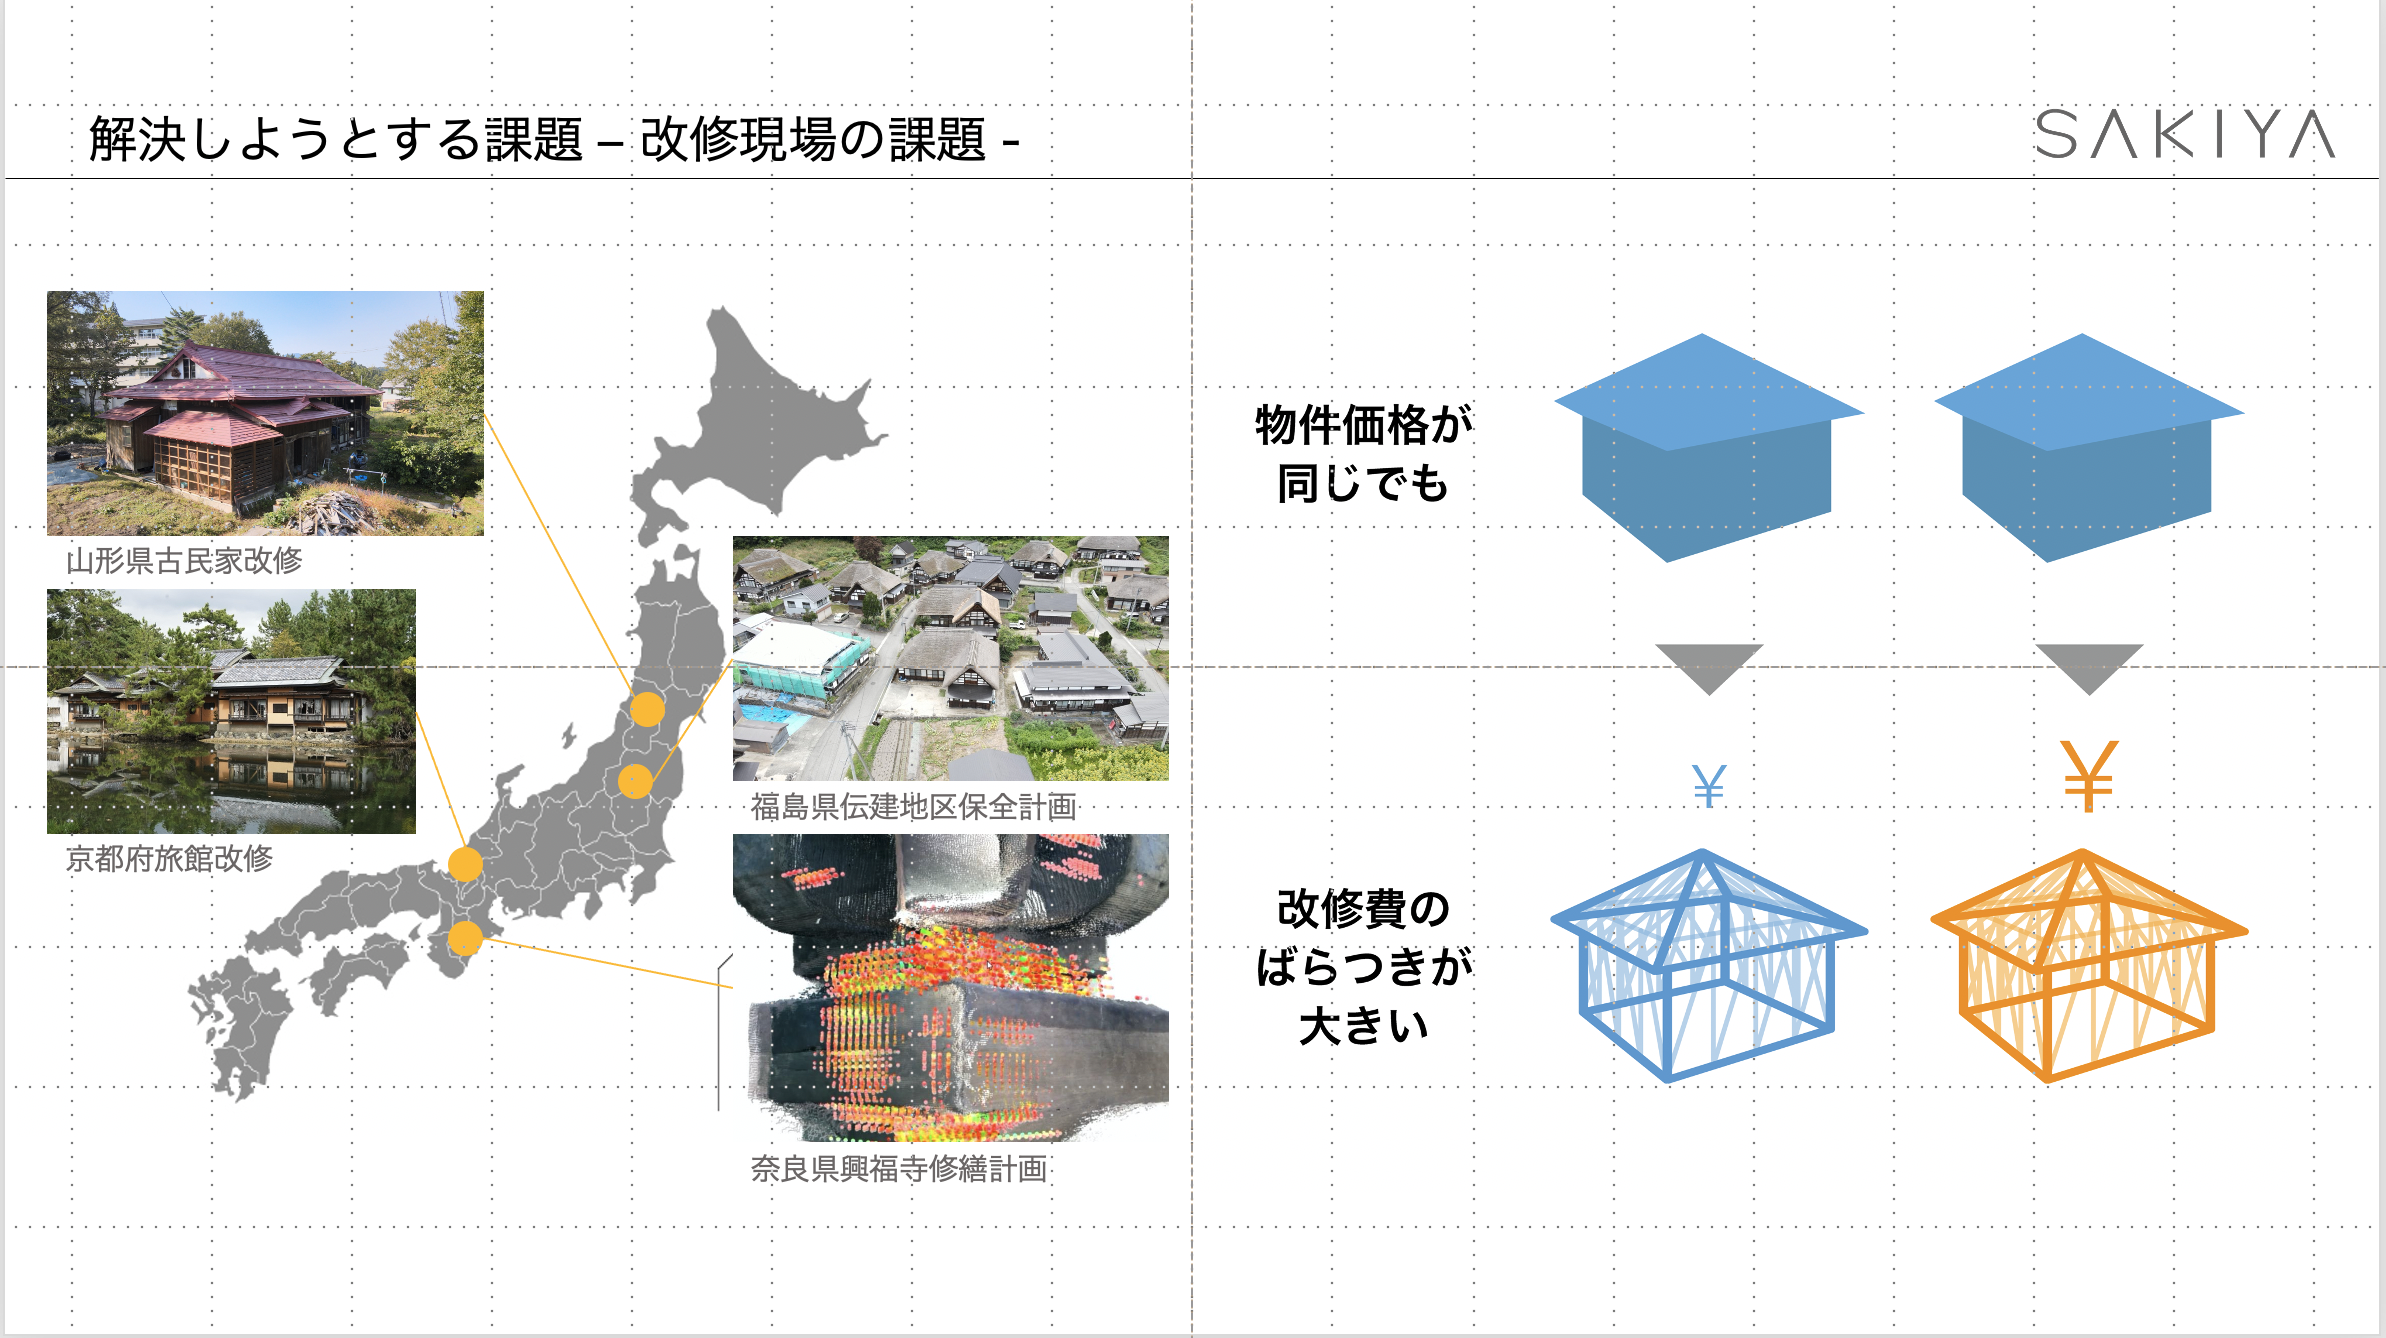 解決しようとする課題 – 改修現場の課題 -
SAKIYA
山形県古民家改修
京都府旅館改修
福島県伝建地区保全計画
奈良県興福寺修繕計画
物件価格が
同じでも
¥
¥
改修費の
ばらつきが
大きい